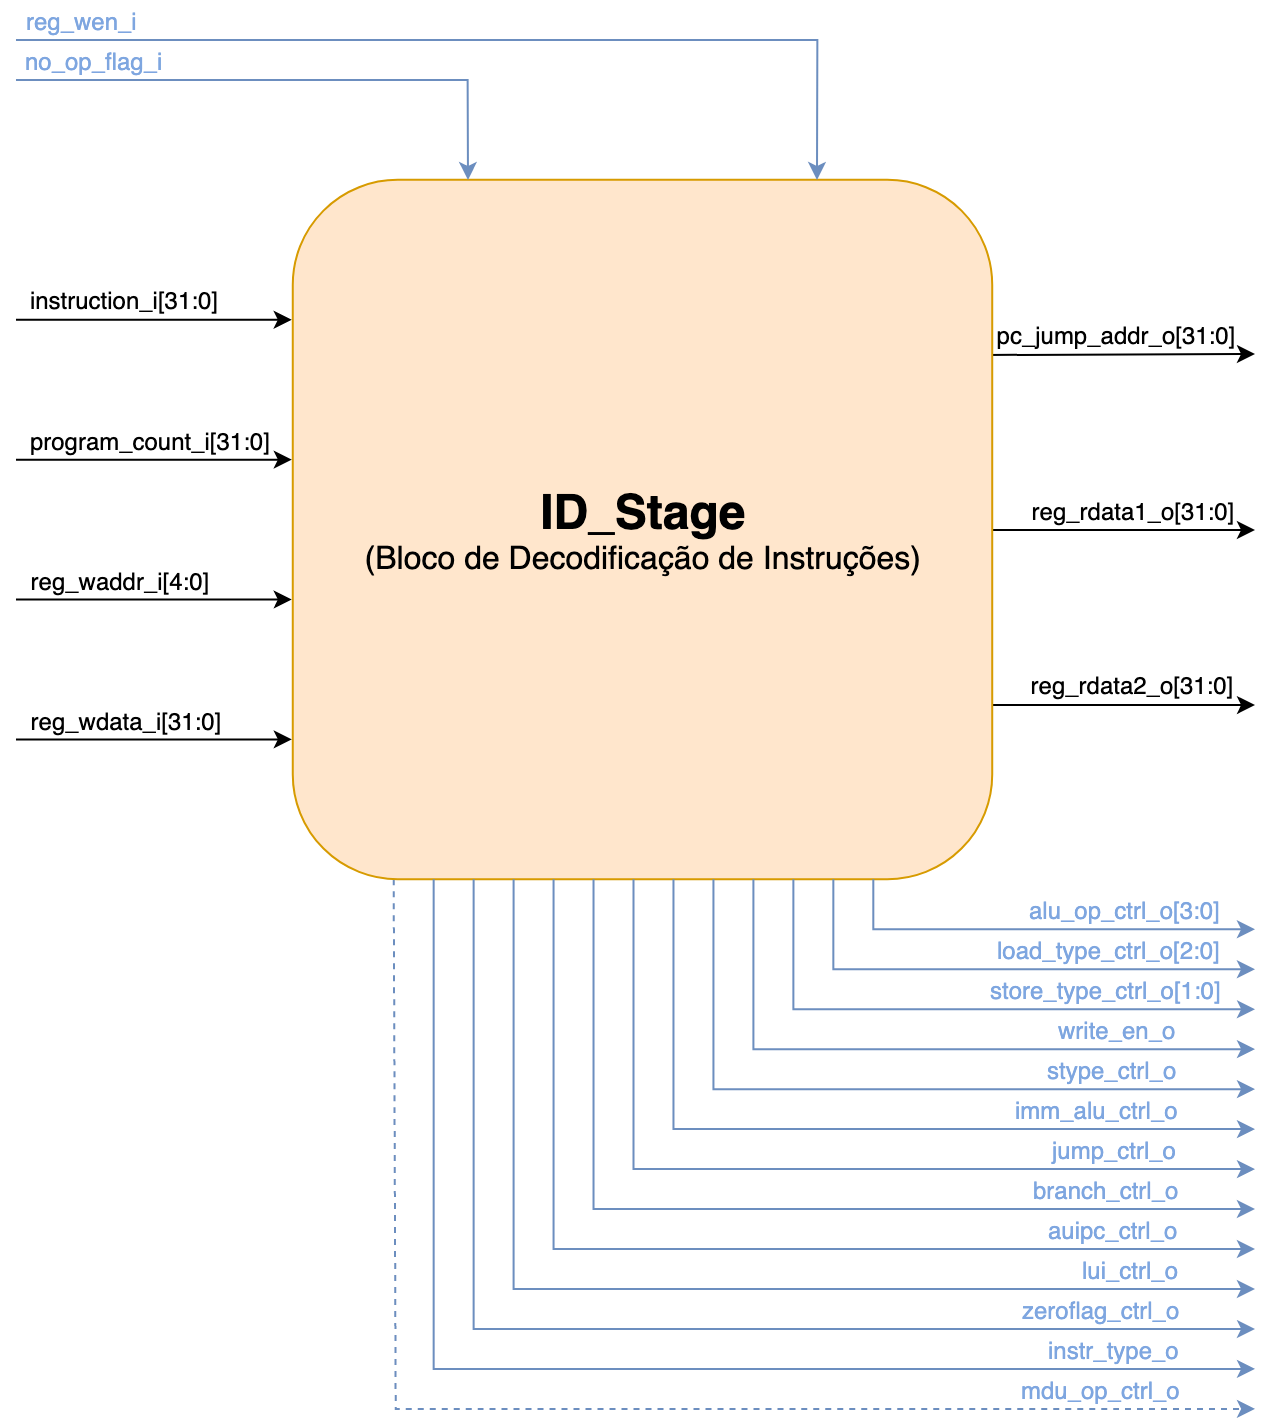 reg_wen_i
no_op_flag_i
instruction_i[31:0]
program_count_i[31:0]
reg_waddr_i[4:0]
reg_wdata_i[31:0]
ID_Stage
(Bloco de Decodificação de Instruções)
pc_jump_addr_o[31:0]
reg_rdata1_o[31:0]
reg_rdata2_o[31:0]
alu_op_ctrl_o[3:0]
load_type_ctrl_o[2:0]
store_type_ctrl_o[1:0]
write_en_o
stype_ctrl_o
imm_alu_ctrl_o
jump_ctrl_o
branch_ctrl_o
auipc_ctrl_o
lui_ctrl_o
zeroflag_ctrl_o
instr_type_o
mdu_op_ctrl_o